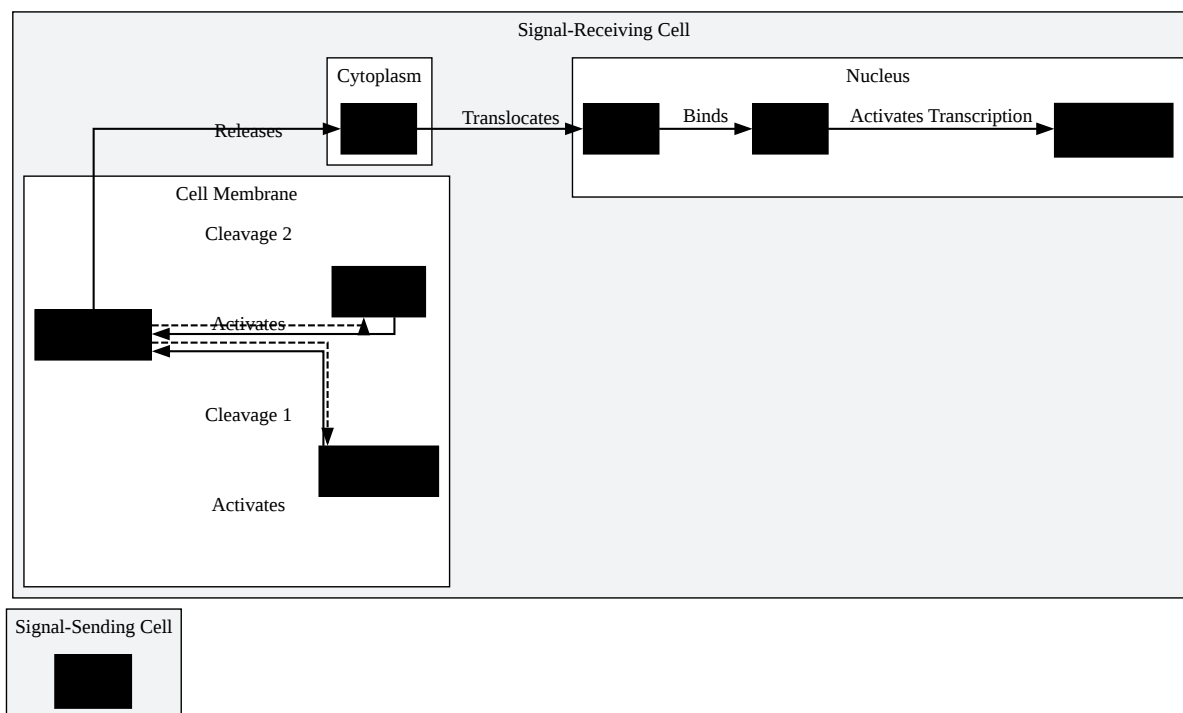 Signal-Receiving Cell
Cytoplasm
Nucleus
Releases
Translocates
Binds
Activates Transcription
Cell Membrane
Cleavage 2
Activates
Cleavage 1
Activates
Signal-Sending Cell